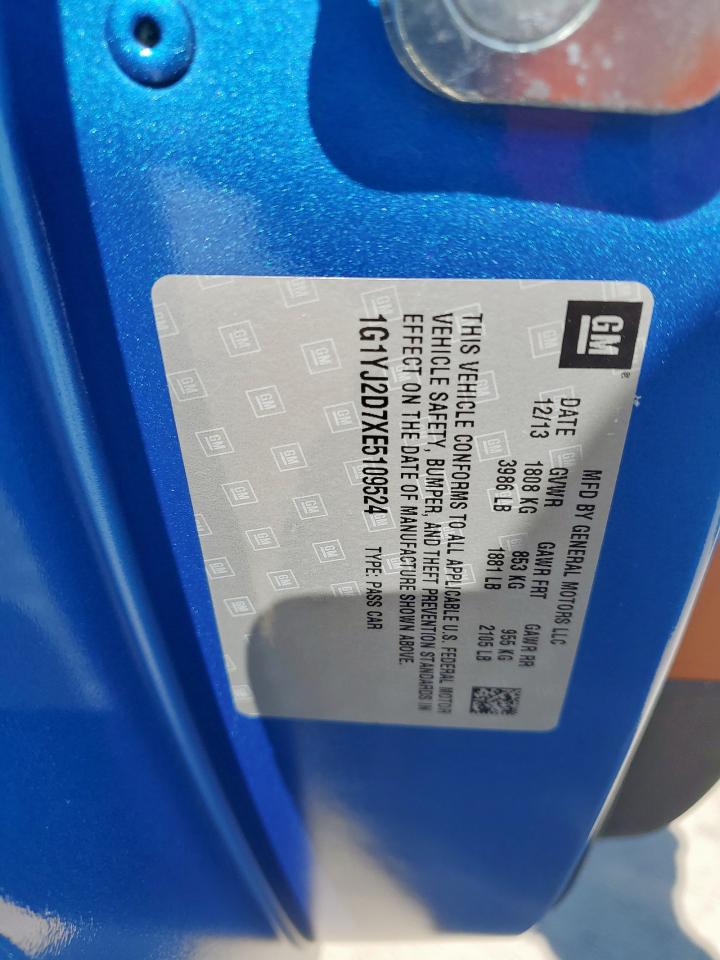 GM
MFD BY GENERAL MOTORS LLC
DATE GVWR GAWR FRT GAWR RR
12/13 1808 KG 853 KG 955 KG
3986 LB 1881 LB 2105 LB
THIS VEHICLE CONFORMS TO ALL APPLICABLE U.S. FEDERAL MOTOR
VEHICLE SAFETY, BUMPER, AND THEFT PREVENTION STANDARDS IN
EFFECT ON THE DATE OF MANUFACTURE SHOWN ABOVE.
1G1YJ2D7XE5109524 TYPE: PASS CAR